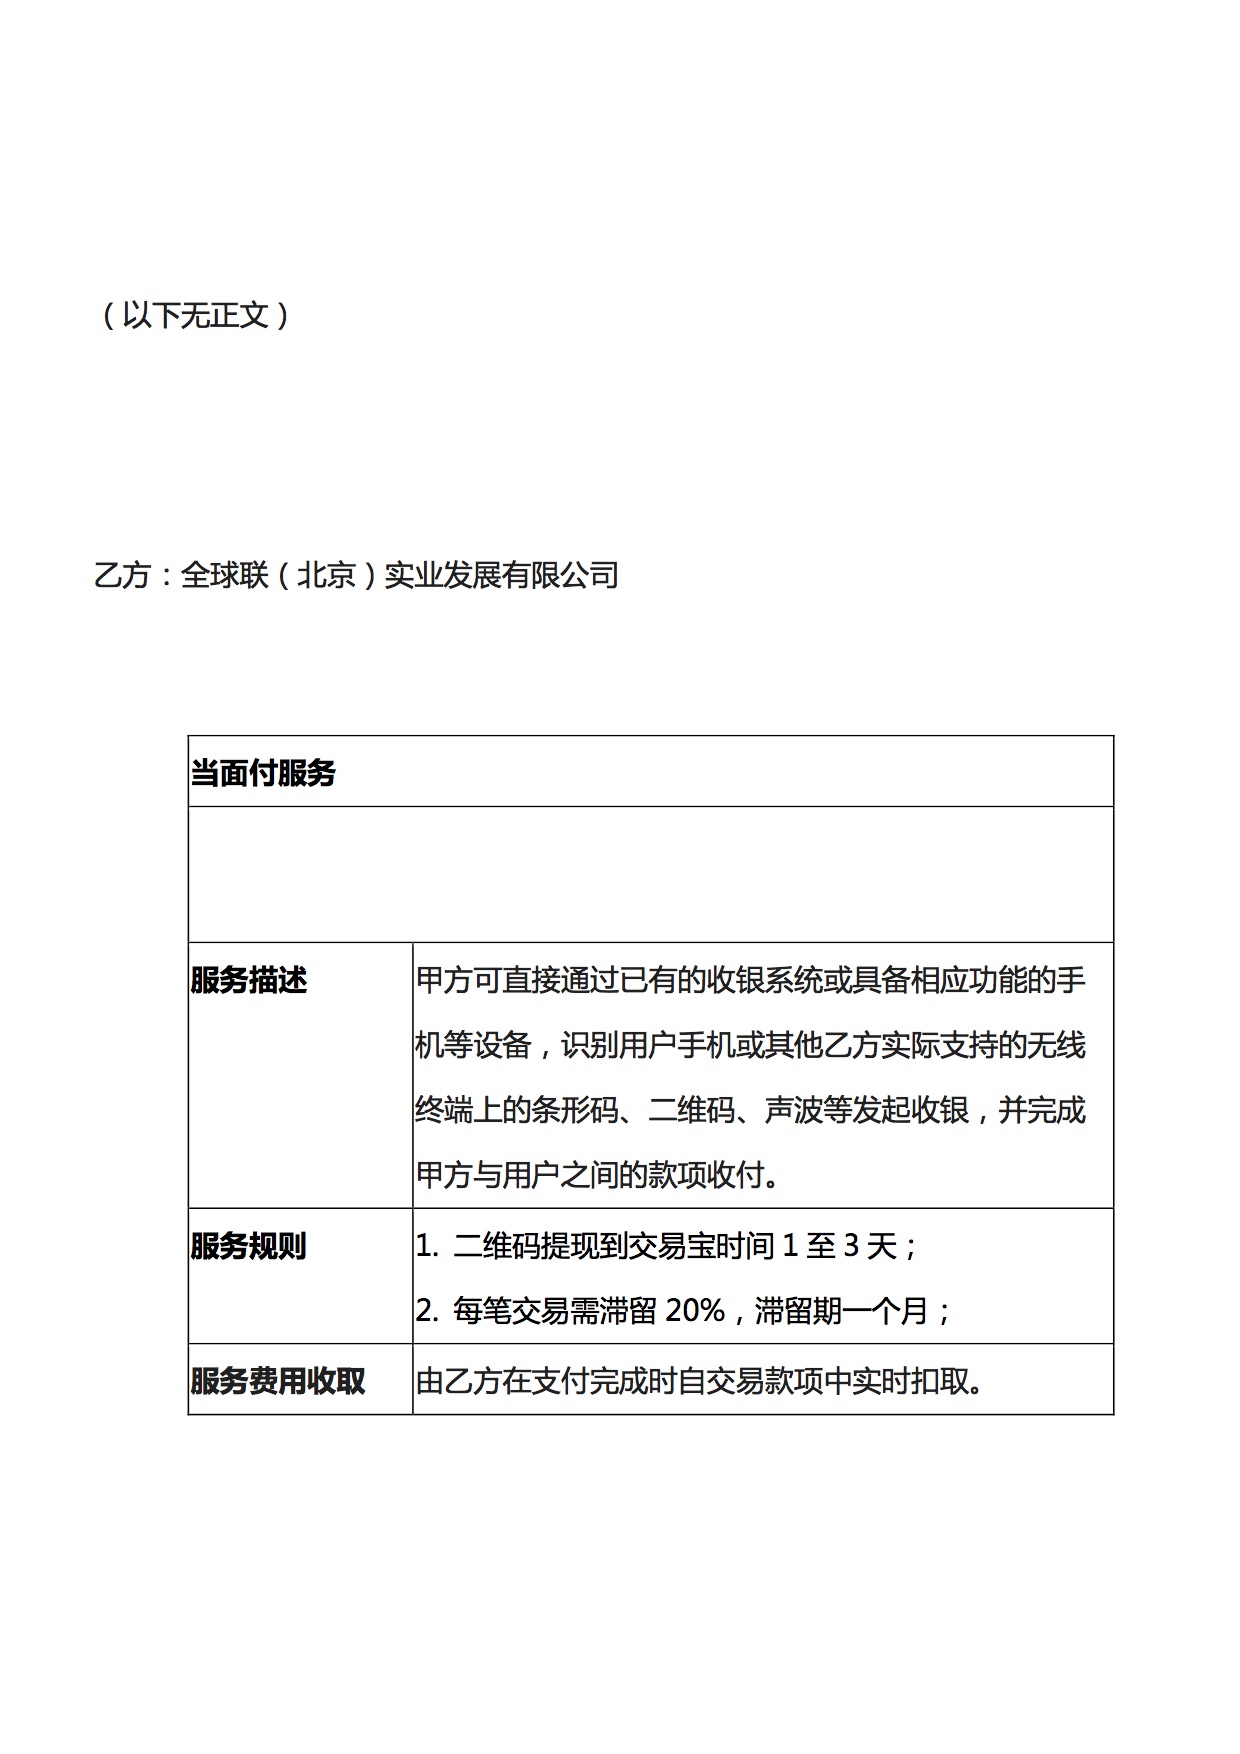 （以下无正文）
乙方：全球联（北京）实业发展有限公司
当面付服务
服务描述
甲方可直接通过已有的收银系统或具备相应功能的手
机等设备，识别用户手机或其他乙方实际支持的无线
终端上的条形码、二维码、声波等发起收银，并完成
甲方与用户之间的款项收付。
服务规则
1. 二维码提现到交易宝时间 1 至 3 天；
2. 每笔交易需滞留 20%，滞留期一个月；
服务费用收取
由乙方在支付完成时自交易款项中实时扣取。